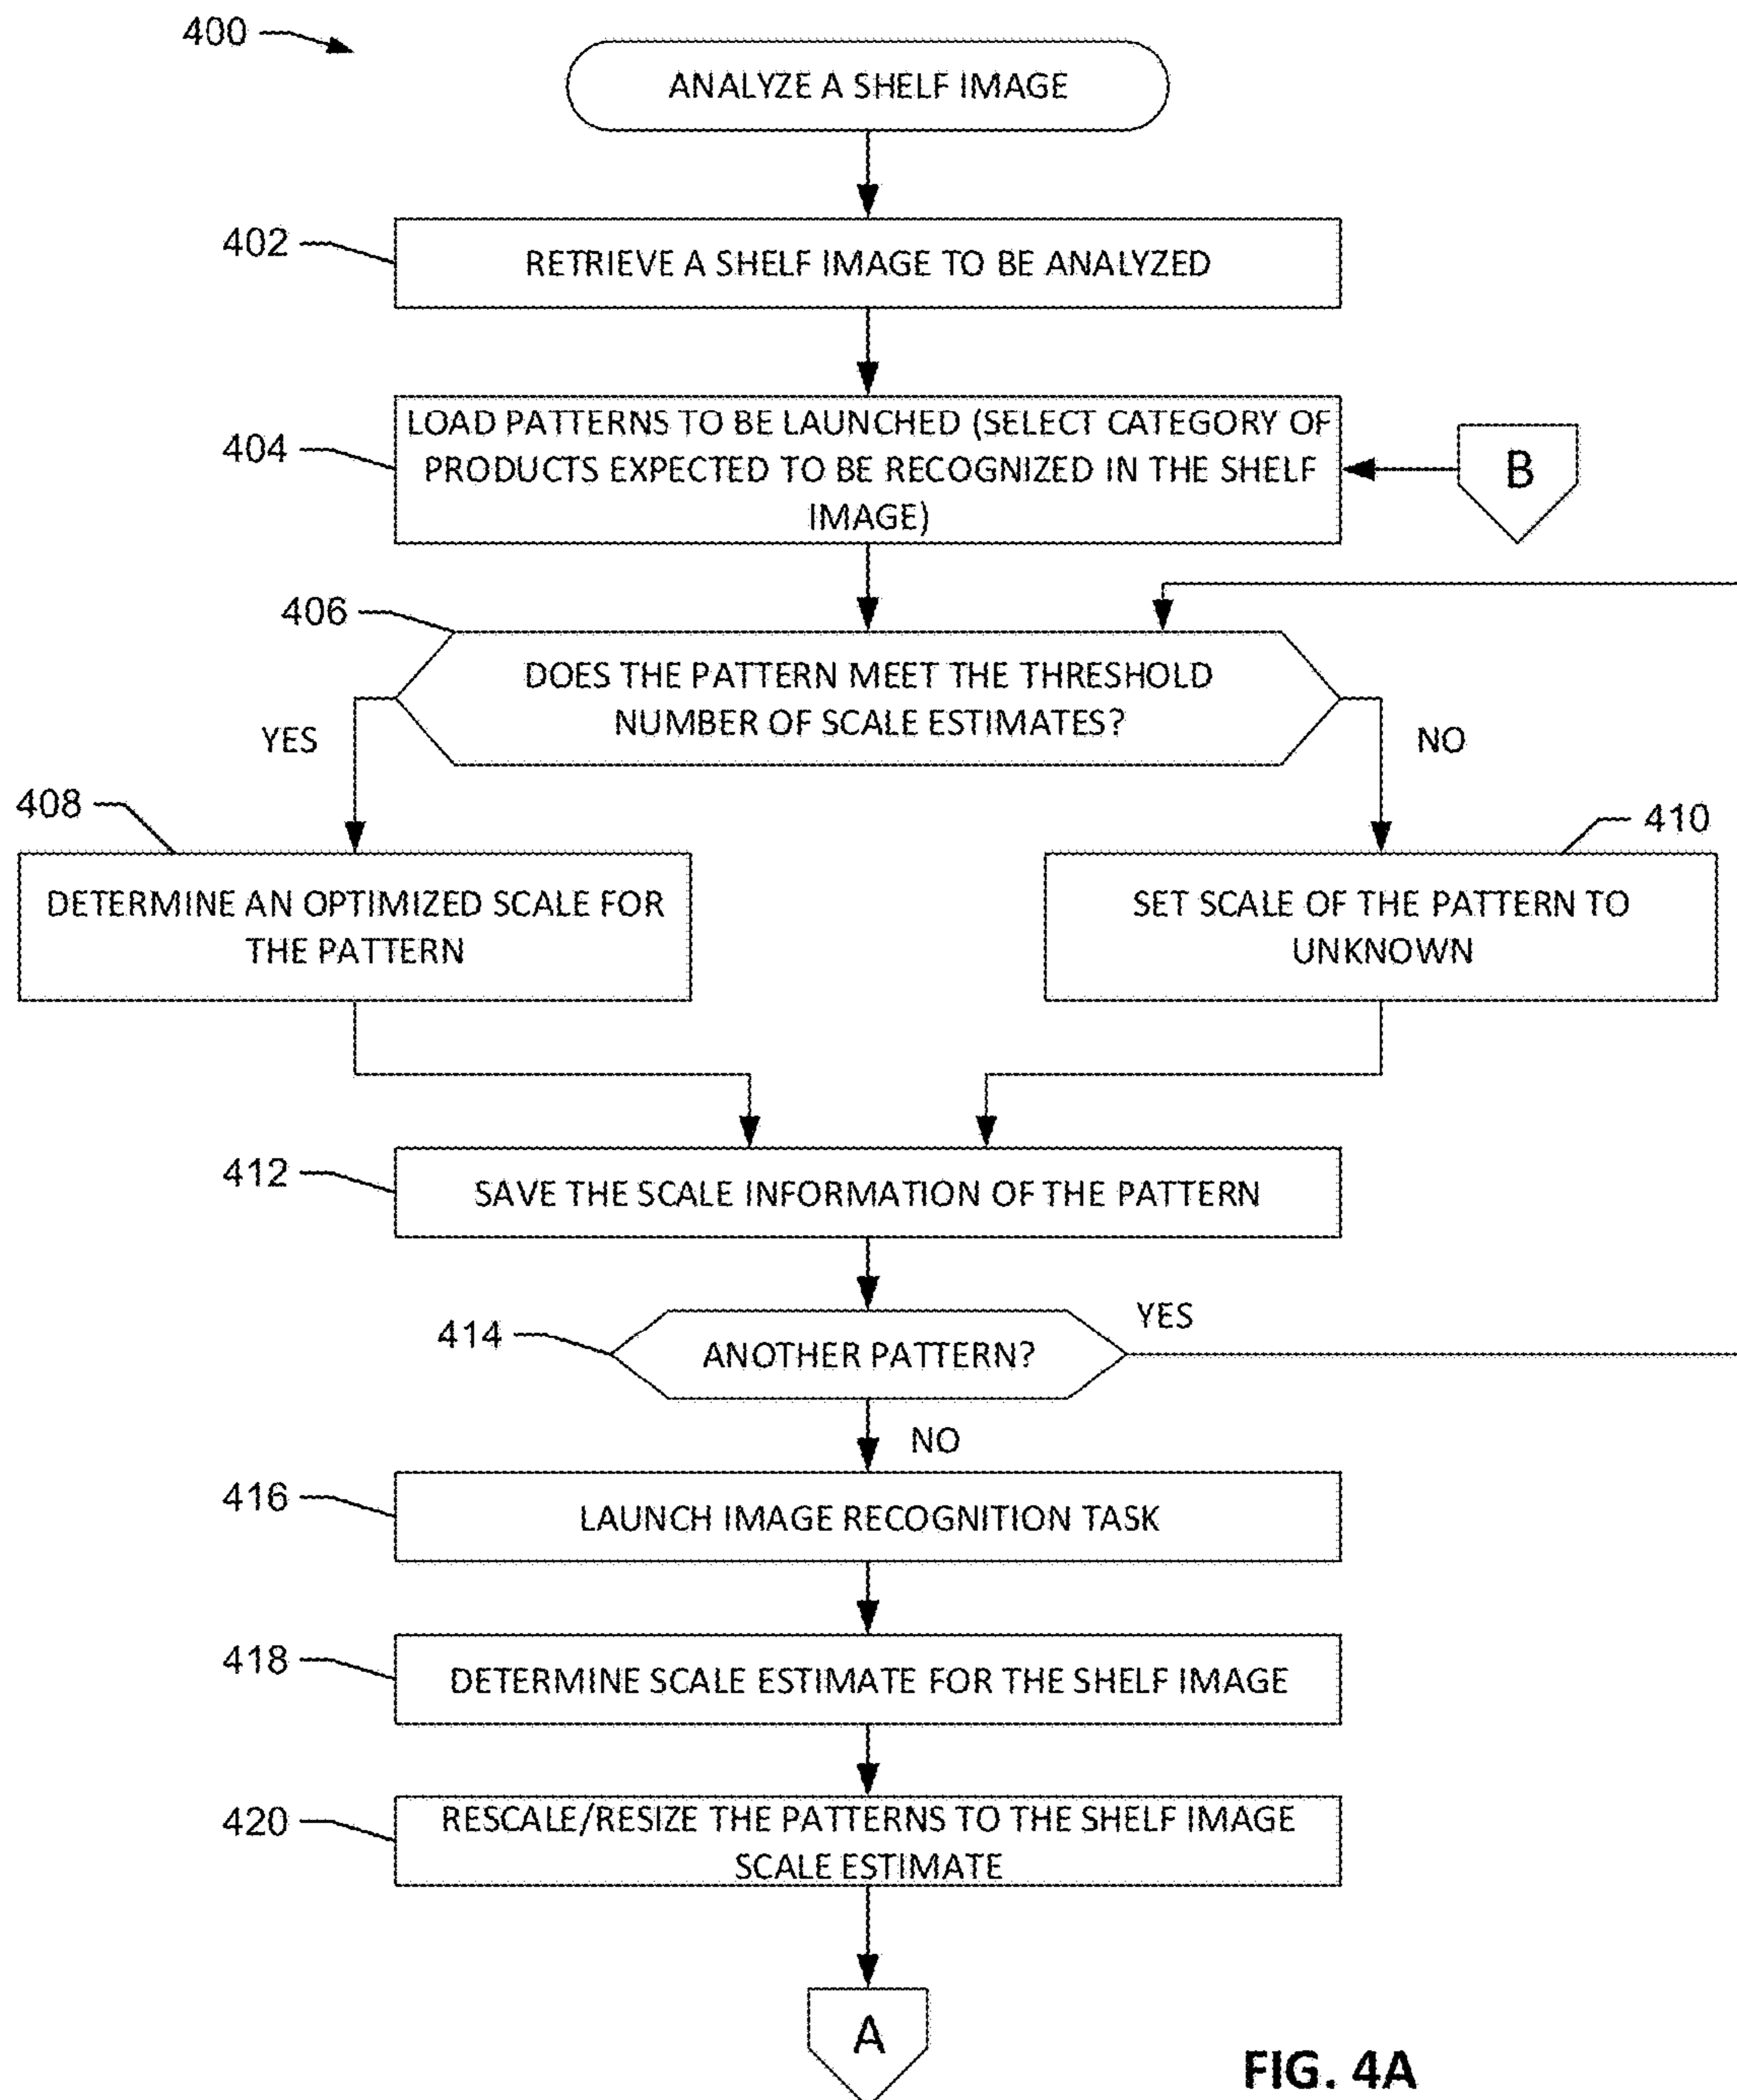 400
ANALYZE A SHELF IMAGE
402
RETRIEVE A SHELF IMAGE TO BE ANALYZED
404
LOAD PATTERNS TO BE LAUNCHED (SELECT CATEGORY OF
PRODUCTS EXPECTED TO BE RECOGNIZED IN THE SHELF
IMAGE)
B
406
DOES THE PATTERN MEET THE THRESHOLD
NUMBER OF SCALE ESTIMATES?
YES
NO
408
DETERMINE AN OPTIMIZED SCALE FOR
THE PATTERN
410
SET SCALE OF THE PATTERN TO
UNKNOWN
412
SAVE THE SCALE INFORMATION OF THE PATTERN
414
ANOTHER PATTERN?
YES
NO
416
LAUNCH IMAGE RECOGNITION TASK
418
DETERMINE SCALE ESTIMATE FOR THE SHELF IMAGE
420
RESCALE/RESIZE THE PATTERNS TO THE SHELF IMAGE
SCALE ESTIMATE
A
FIG. 4A